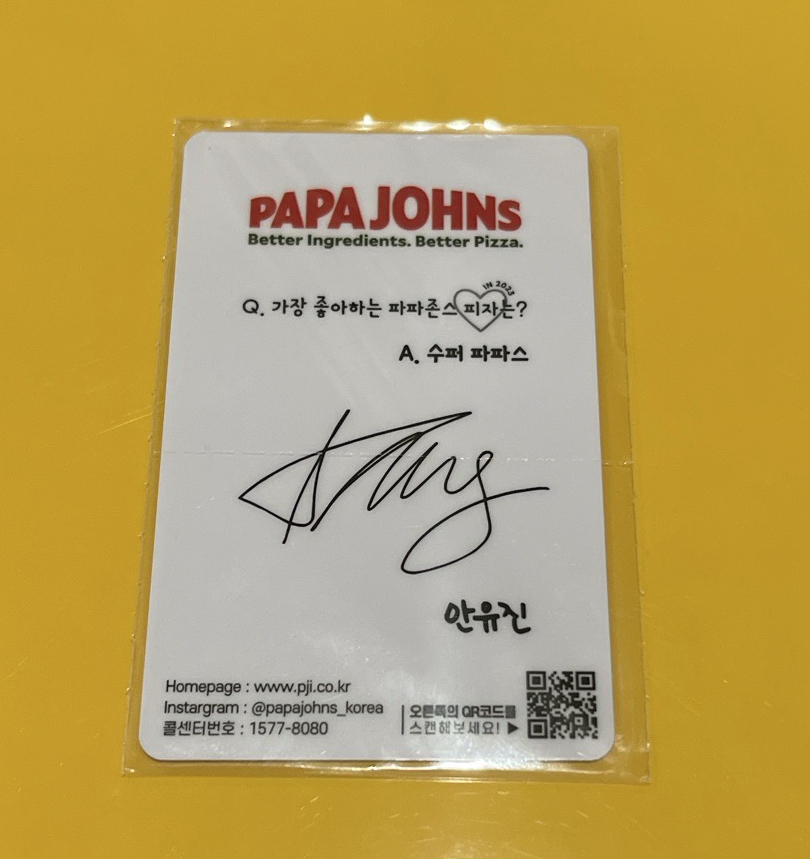 PAPA JOHNS
Better Ingredients. Better Pizza.
IN 2023
Q. 가장 좋아하는 파파존스 피자는?
A. 수퍼 파파스
안유진
Homepage : www.pji.co.kr
Instargram : @papajohns_korea
콜센터번호 : 1577-8080
오른쪽의 QR코드를
스캔해보세요! ▶